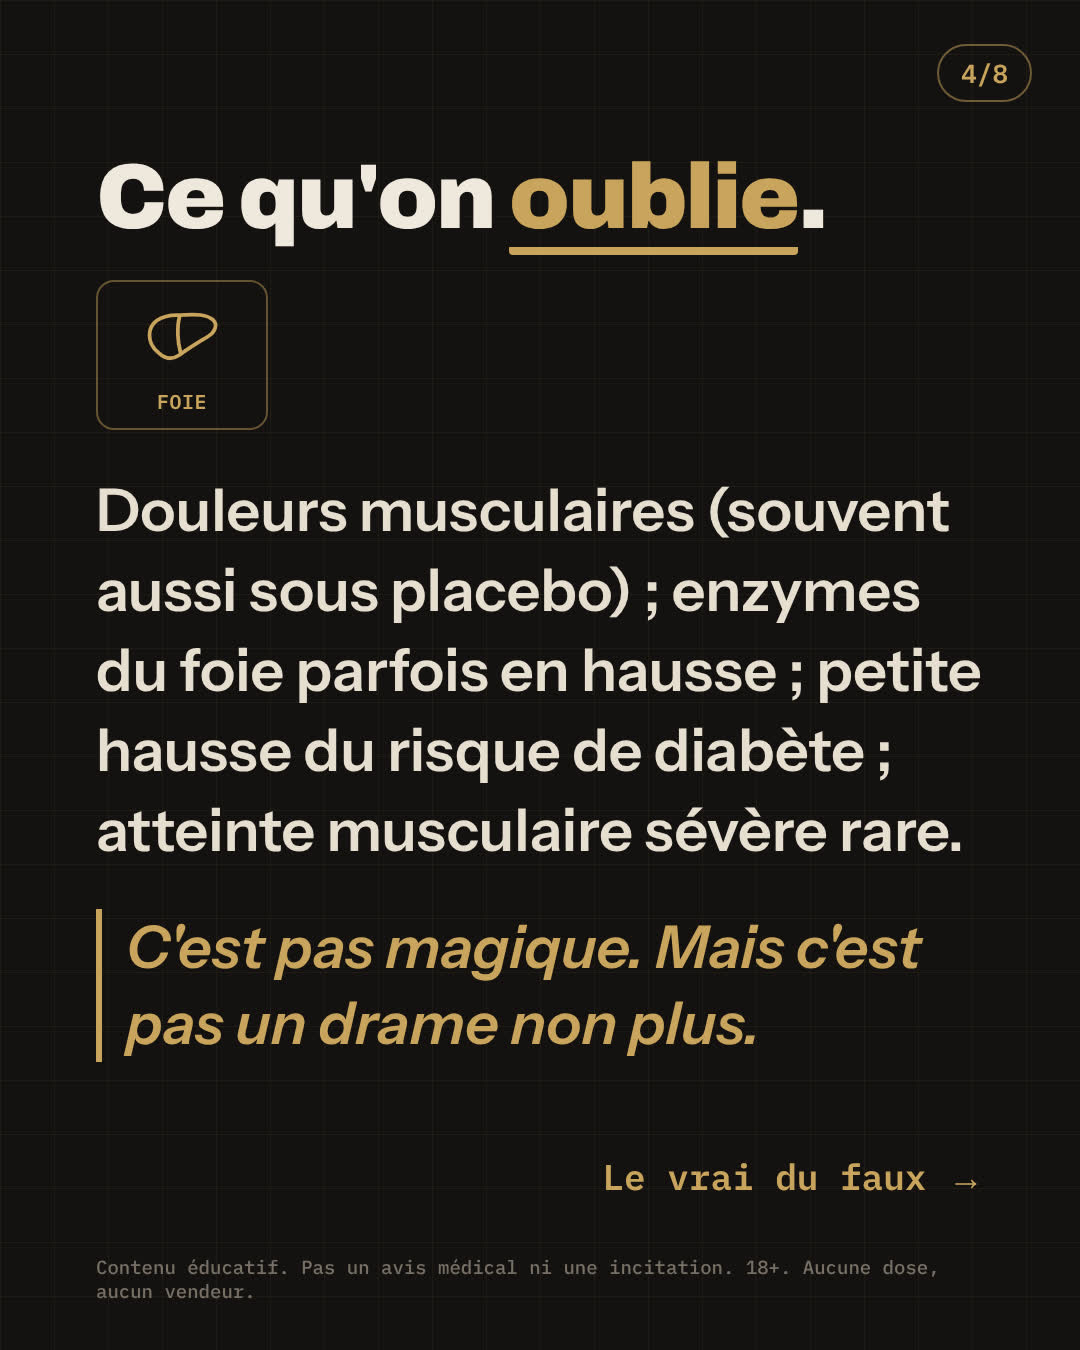 4/8
Ce qu'on oublie.
FOIE
Douleurs musculaires (souvent
aussi sous placebo) ; enzymes
du foie parfois en hausse ; petite
hausse du risque de diabète ;
atteinte musculaire sévère rare.
C'est pas magique. Mais c'est
pas un drame non plus.
Le vrai du faux →
Contenu éducatif. Pas un avis médical ni une incitation. 18+. Aucune dose,
aucun vendeur.